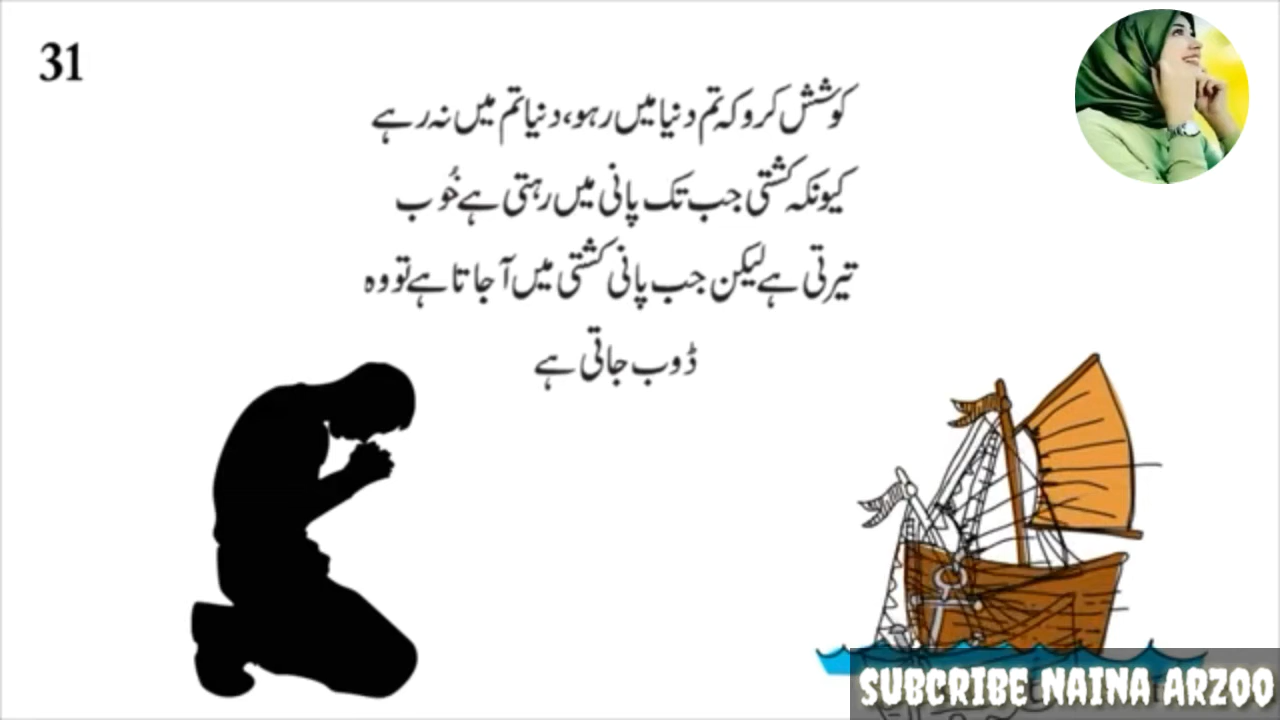 31
کوشش کرو کہ تم دنیا میں رہو، دنیا تم میں نہ رہے
کیونکہ کشتی جب تک پانی میں رہتی ہے خُوب
تیرتی ہے لیکن جب پانی کشتی میں آ جاتا ہے تو وہ
ڈوب جاتی ہے
SUBCRIBE NAINA ARZOO